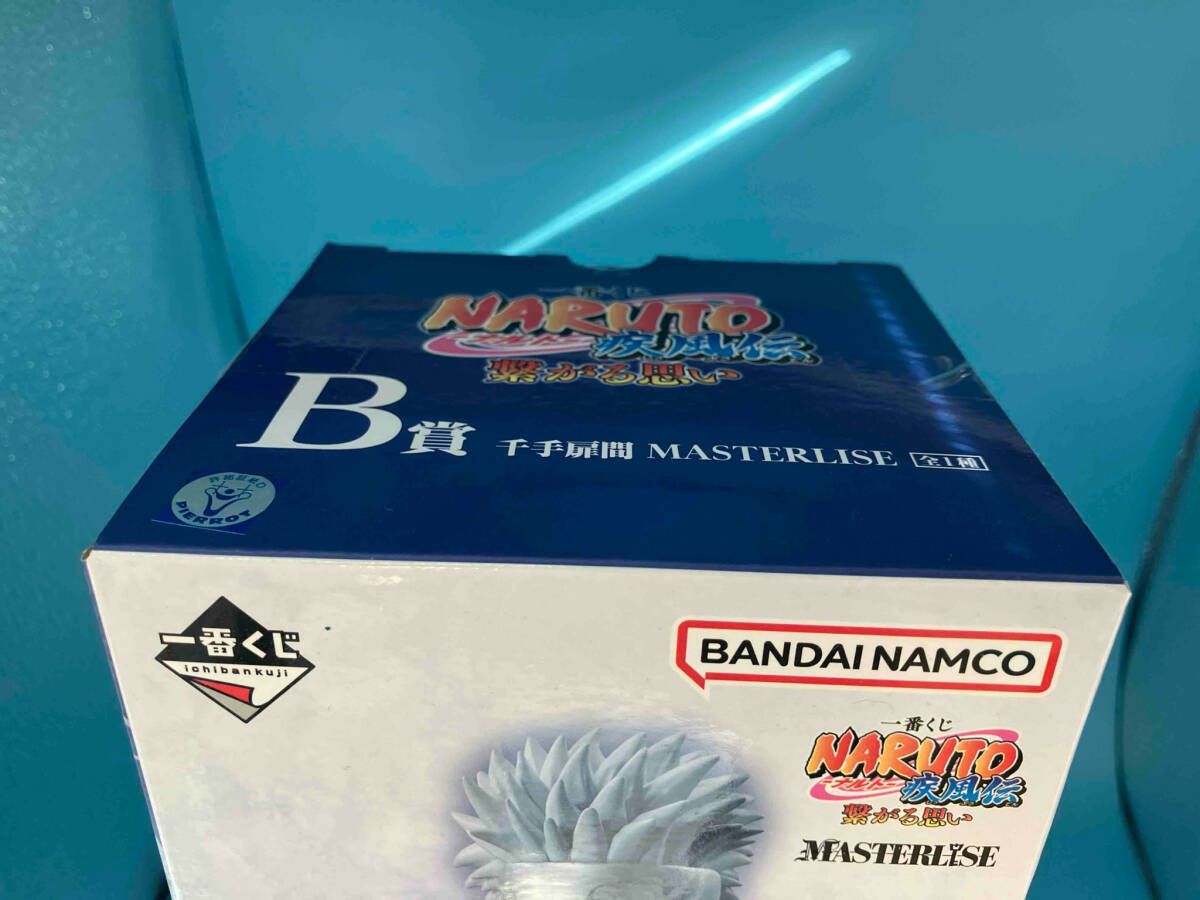 一番くじ
NARUTO
ナルト
疾風伝
繋がる思い
B賞 千手扉間 MASTERLISE 全1種
PIERROT
一番くじ
ichibankuji
BANDAI NAMCO
一番くじ
NARUTO
ナルト
疾風伝
繋がる思い
MASTERLISE